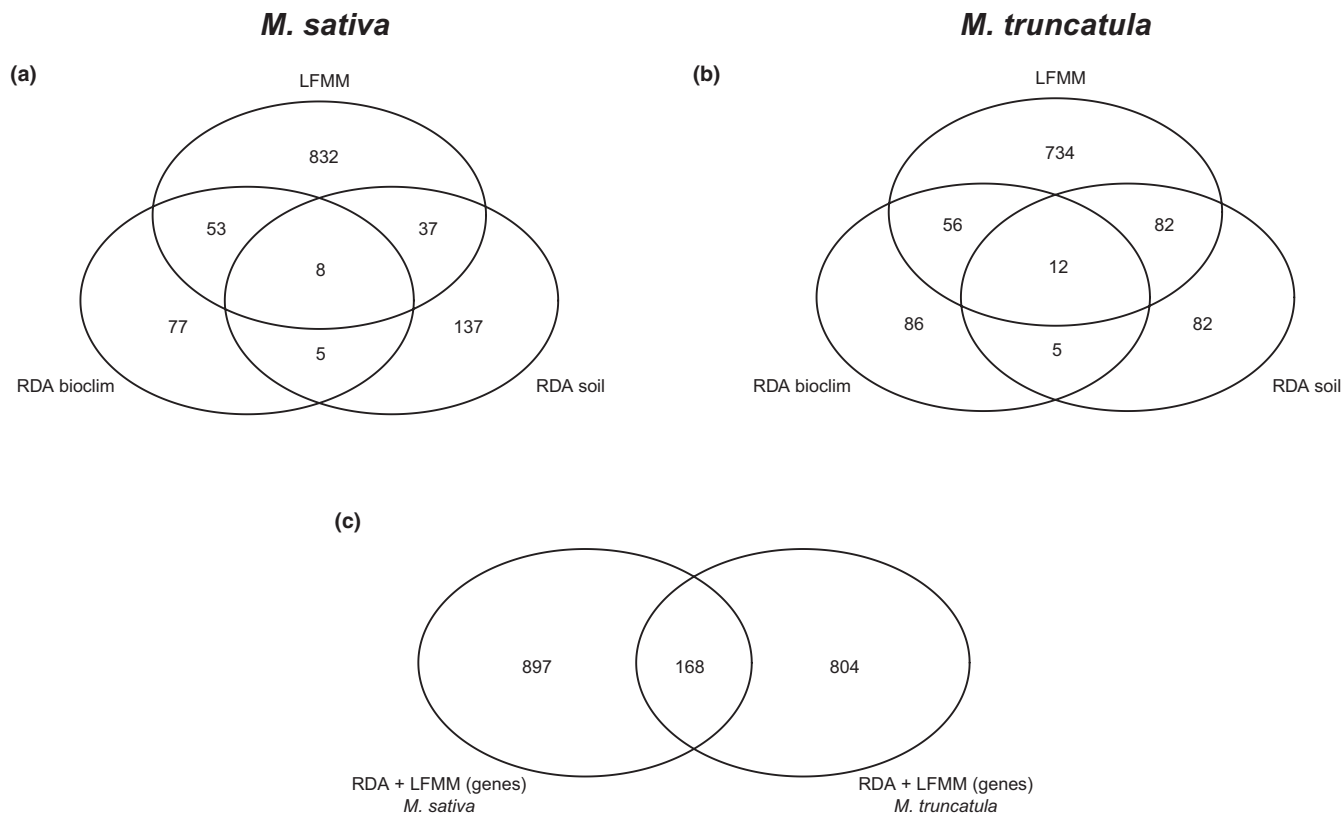 M. sativa
M. truncatula
(a)
LFMM
832
53
37
8
77
137
5
RDA bioclim
RDA soil
(b)
LFMM
734
56
82
12
86
82
5
RDA bioclim
RDA soil
(c)
897
168
804
RDA + LFMM (genes)
M. sativa
RDA + LFMM (genes)
M. truncatula